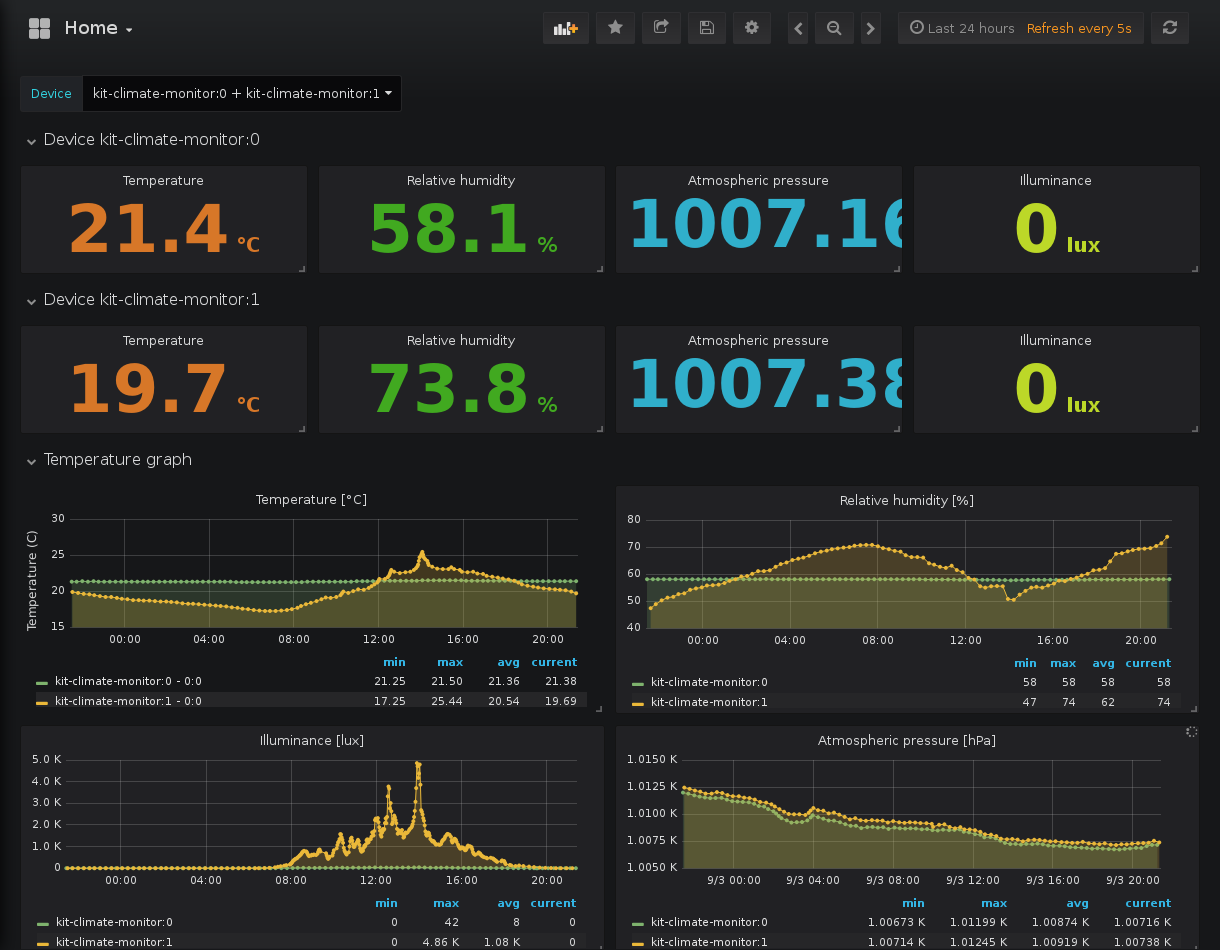 Home
Last 24 hours Refresh every 5s
Device kit-climate-monitor:0 + kit-climate-monitor:1
Device kit-climate-monitor:0
Temperature Relative humidity Atmospheric pressure Illuminance
21.4 °C 58.1 % 1007.16 0 lux
Device kit-climate-monitor:1
Temperature Relative humidity Atmospheric pressure Illuminance
19.7 °C 73.8 % 1007.38 0 lux
Temperature graph
Temperature [°C]
Temperature (C)
30
25
20
15
00:00 04:00 08:00 12:00 16:00 20:00
min max avg current
kit-climate-monitor:0 - 0:0 21.25 21.50 21.36 21.38
kit-climate-monitor:1 - 0:0 17.25 25.44 20.54 19.69
Relative humidity [%]
80
70
60
50
40
00:00 04:00 08:00 12:00 16:00 20:00
min max avg current
kit-climate-monitor:0 58 58 58 58
kit-climate-monitor:1 47 74 62 74
Illuminance [lux]
5.0 K
4.0 K
3.0 K
2.0 K
1.0 K
0
00:00 04:00 08:00 12:00 16:00 20:00
min max avg current
kit-climate-monitor:0 0 42 8 0
kit-climate-monitor:1 0 4.86 K 1.08 K 0
Atmospheric pressure [hPa]
1.0150 K
1.0125 K
1.0100 K
1.0075 K
1.0050 K
9/3 00:00 9/3 04:00 9/3 08:00 9/3 12:00 9/3 16:00 9/3 20:00
min max avg current
kit-climate-monitor:0 1.00673 K 1.01199 K 1.00874 K 1.00716 K
kit-climate-monitor:1 1.00714 K 1.01245 K 1.00919 K 1.00738 K